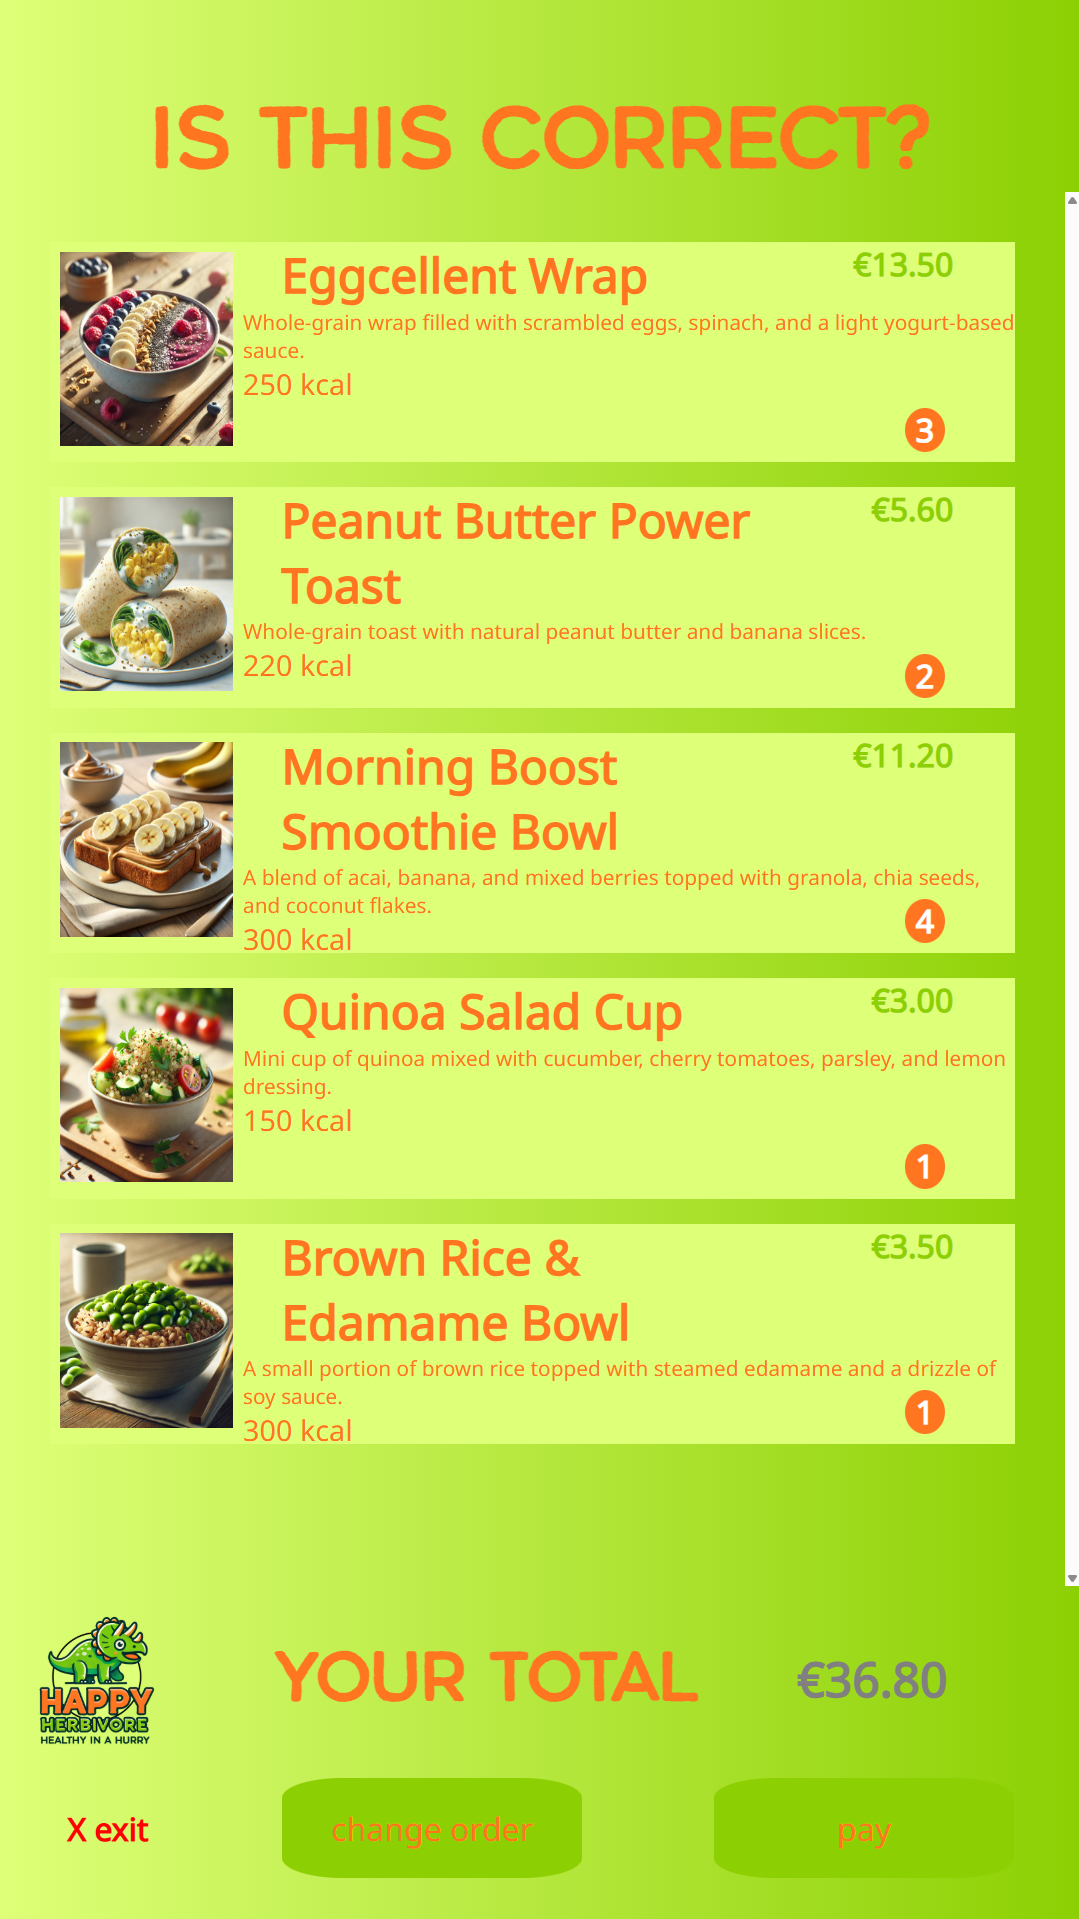 IS THIS CORRECT?
Eggcellent Wrap
€13.50
Whole-grain wrap filled with scrambled eggs, spinach, and a light yogurt-based
sauce.
250 kcal
3
Peanut Butter Power
€5.60
Toast
Whole-grain toast with natural peanut butter and banana slices.
220 kcal
2
Morning Boost
€11.20
Smoothie Bowl
A blend of acai, banana, and mixed berries topped with granola, chia seeds,
and coconut flakes.
4
300 kcal
Quinoa Salad Cup
€3.00
Mini cup of quinoa mixed with cucumber, cherry tomatoes, parsley, and lemon
dressing.
150 kcal
1
Brown Rice &
€3.50
Edamame Bowl
A small portion of brown rice topped with steamed edamame and a drizzle of
soy sauce.
1
300 kcal
HAPPY
HERBIVORE
HEALTHY IN A HURRY
YOUR TOTAL
€36.80
X exit
change order
pay